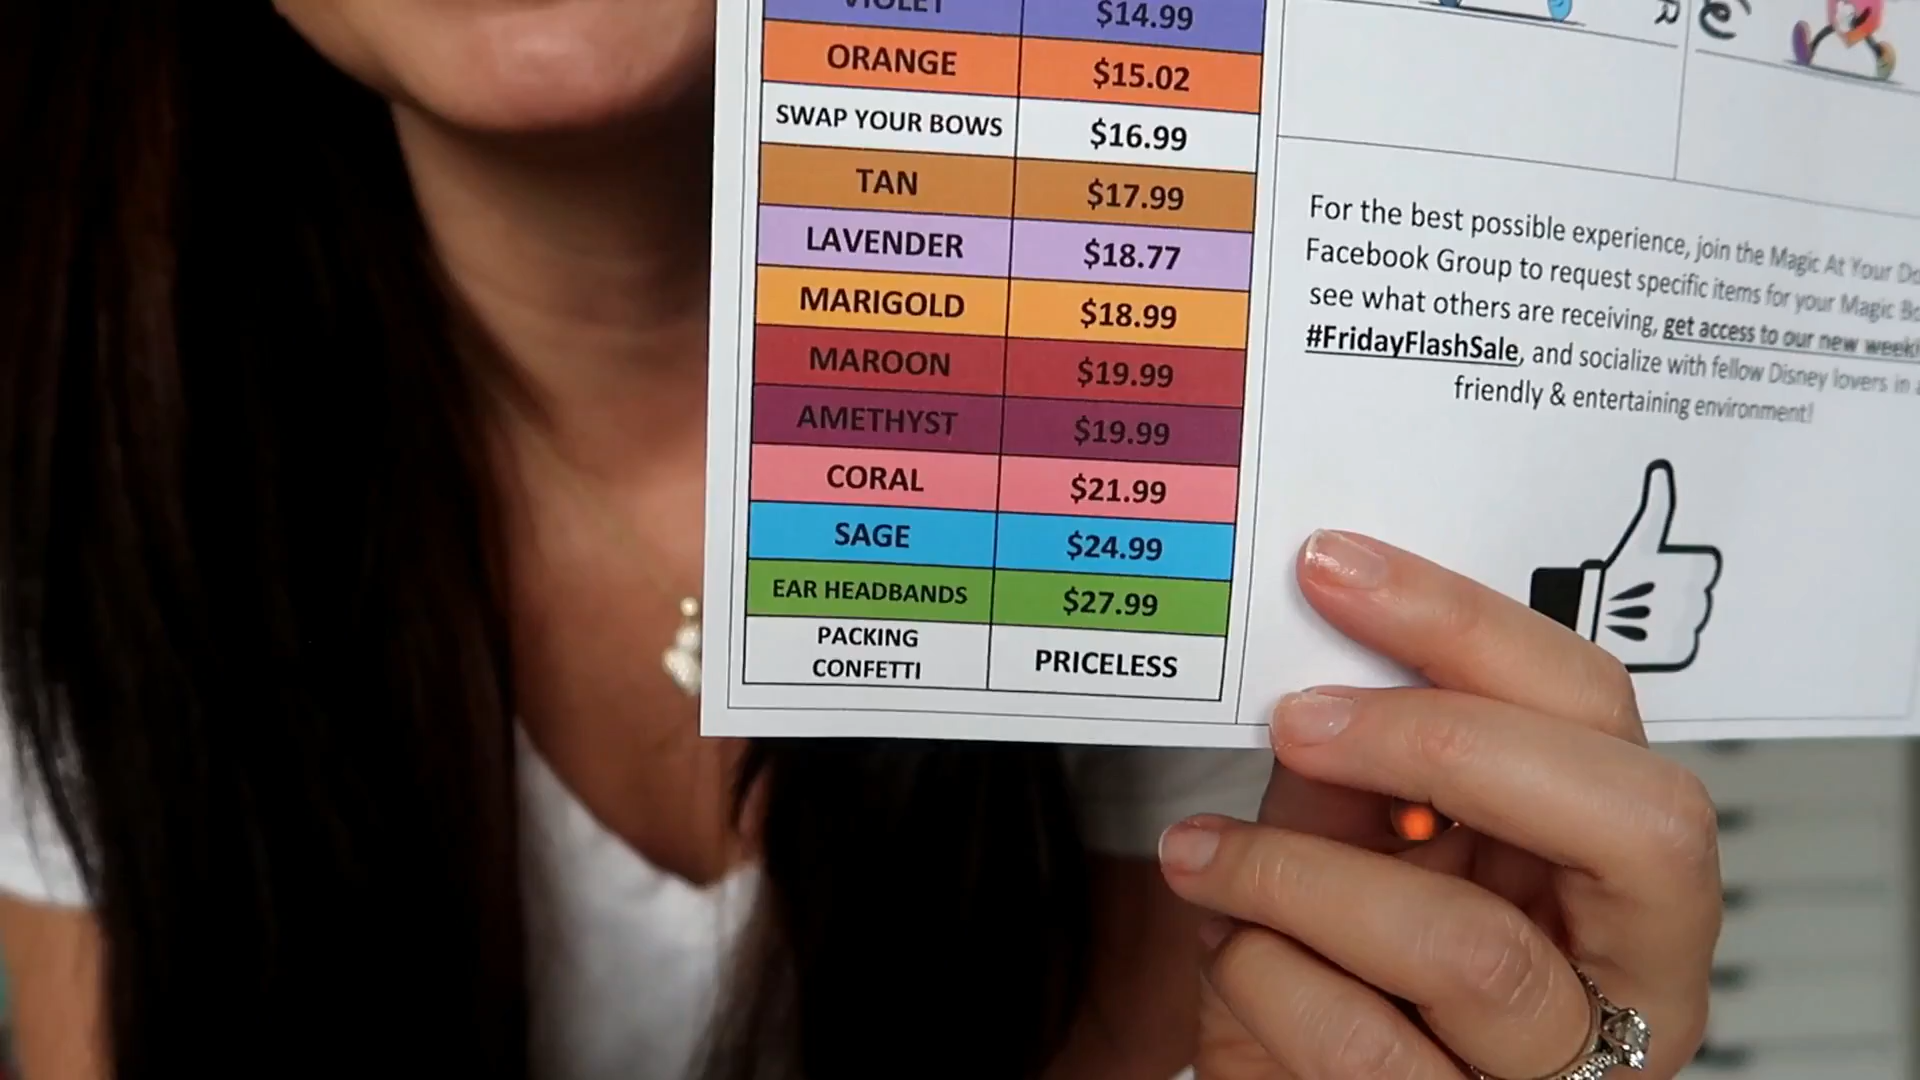 VIOLET $14.99
ORANGE $15.02
SWAP YOUR BOWS $16.99
TAN $17.99
LAVENDER $18.77
MARIGOLD $18.99
MAROON $19.99
AMETHYST $19.99
CORAL $21.99
SAGE $24.99
EAR HEADBANDS $27.99
PACKING
CONFETTI
PRICELESS
For the best possible experience, join the Magic At Your
Facebook Group to request specific items for your Magic
see what others are receiving, get access to our new
#FridayFlashSale, and socialize with fellow Disney lovers in
friendly & entertaining environment!